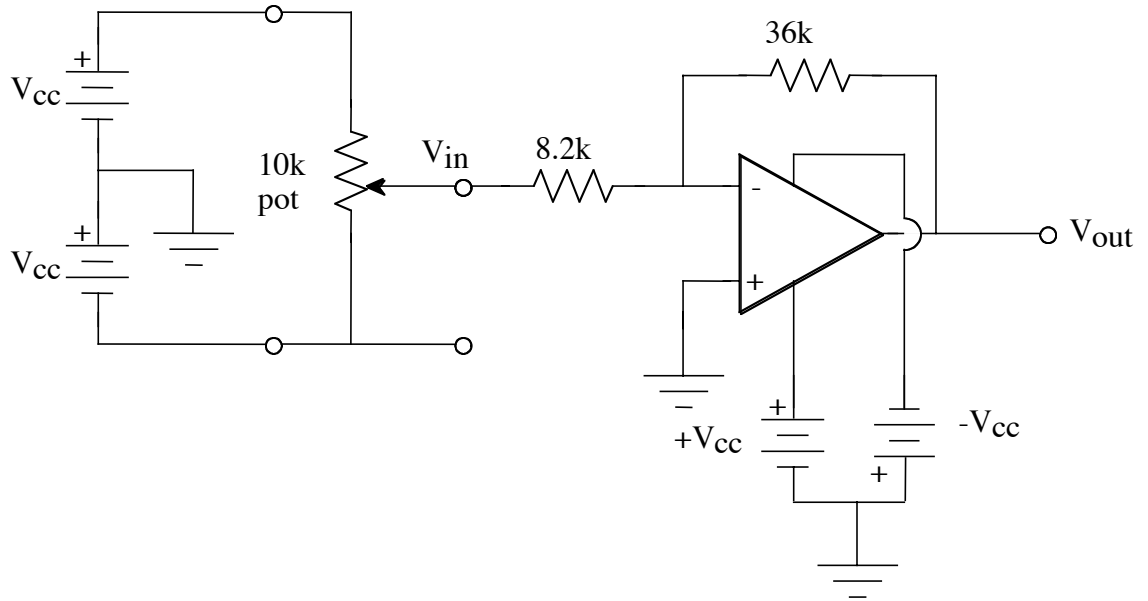 36k
+
Vcc
Vin
8.2k
10k
pot
-
+
Vcc
+
Vout
+
+Vcc
-Vcc
+